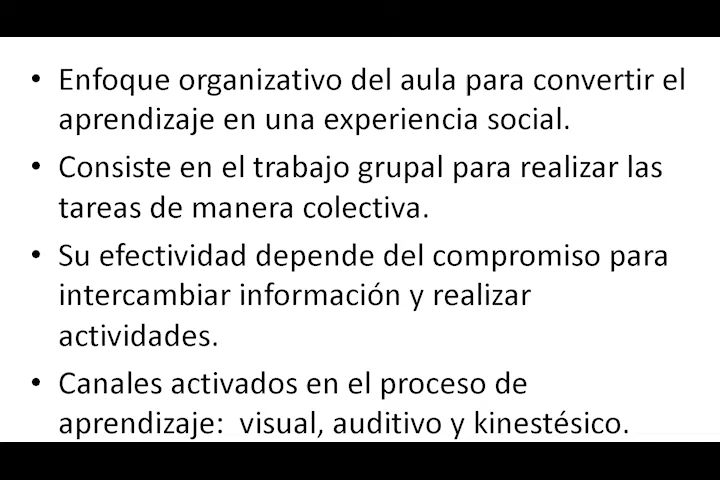 • Enfoque organizativo del aula para convertir el
aprendizaje en una experiencia social.
• Consiste en el trabajo grupal para realizar las
tareas de manera colectiva.
• Su efectividad depende del compromiso para
intercambiar información y realizar
actividades.
• Canales activados en el proceso de
aprendizaje:  visual, auditivo y kinestésico.